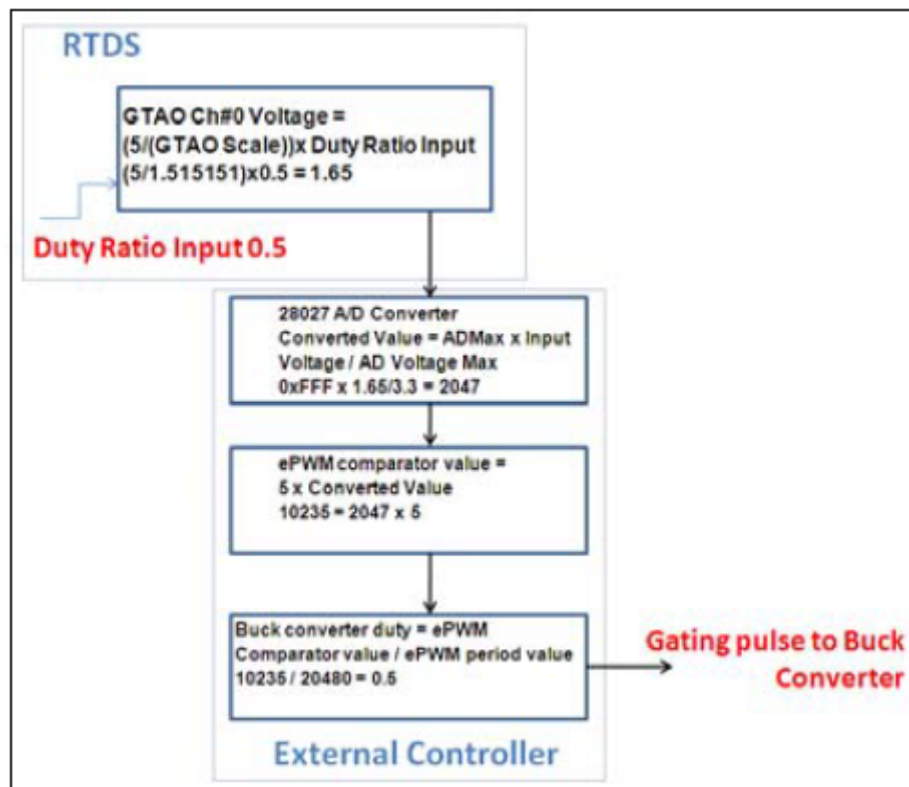 RTDS
GTAO Ch#0 Voltage =
(5/(GTAO Scale))x Duty Ratio Input
(5/1.515151)x0.5 = 1.65
Duty Ratio Input 0.5
28027 A/D Converter
Converted Value = ADMax x Input
Voltage / AD Voltage Max
0xFFF x 1.65/3.3 = 2047
ePWM comparator value =
5 x Converted Value
10235 = 2047 x 5
Buck converter duty = ePWM
Comparator value / ePWM period value
10235 / 20480 = 0.5
Gating pulse to Buck
Converter
External Controller